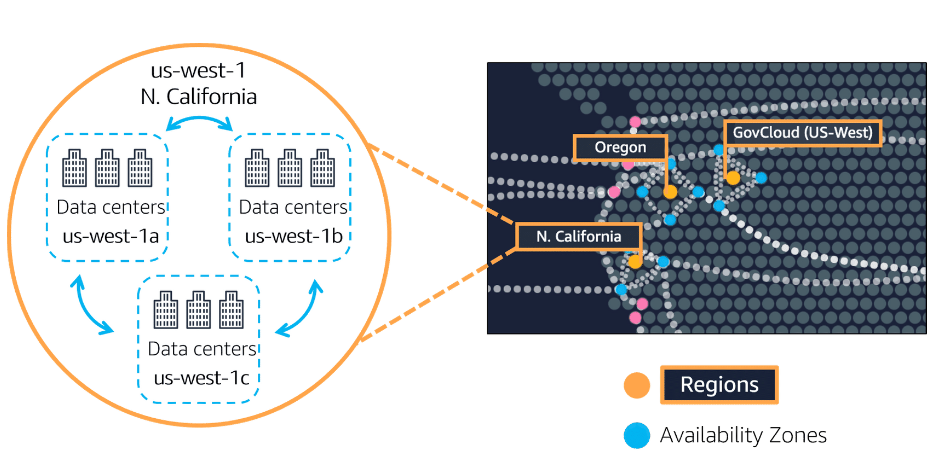 us-west-1
N. California
Data centers
us-west-1a
Data centers
us-west-1b
Data centers
us-west-1c
GovCloud (US-West)
Oregon
N. California
Regions
Availability Zones